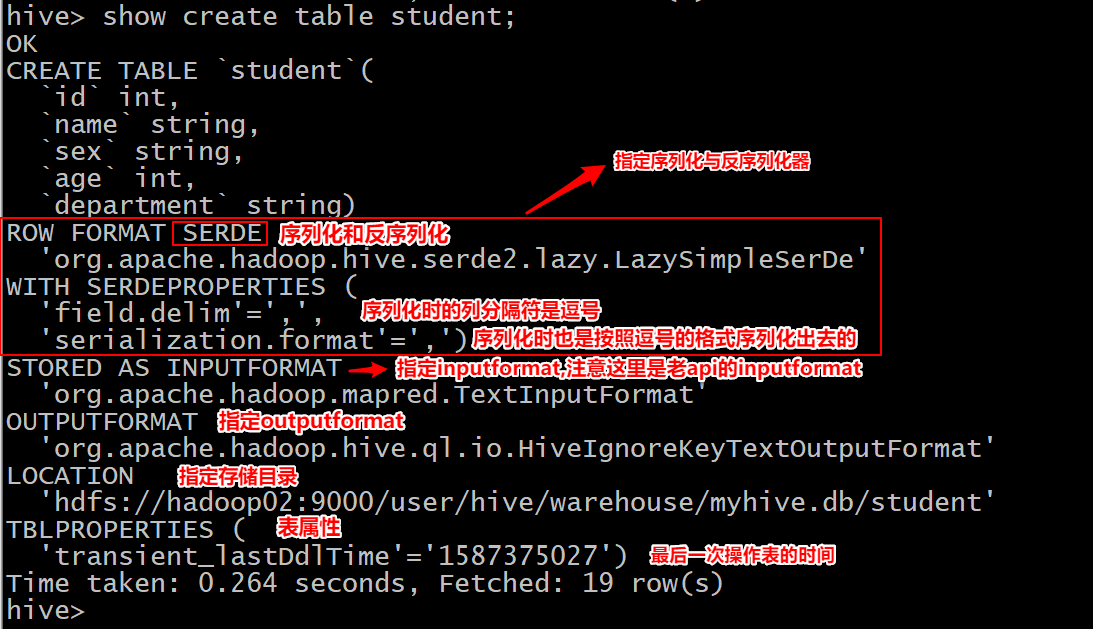 hive> show create table student;
OK
CREATE TABLE `student`(
`id` int,
`name` string,
`sex` string,
`age` int,
指定序列化与反序列化器
`department` string)
ROW FORMAT SERDE 序列化和反序列化
'org.apache.hadoop.hive.serde2.lazy.LazySimpleSerDe'
WITH SERDEPROPERTIES (
'field.delim'=',', 序列化时的列分隔符是逗号
'serialization.format'=',') 序列化时也是按照逗号的格式序列化出去的
STORED AS INPUTFORMAT 指定inputformat,注意这里是老api的inputformat
'org.apache.hadoop.mapred.TextInputFormat'
OUTPUTFORMAT 指定outputformat
'org.apache.hadoop.hive.ql.io.HiveIgnoreKeyTextOutputFormat'
LOCATION 指定存储目录
'hdfs://hadoop02:9000/user/hive/warehouse/myhive.db/student'
TBLPROPERTIES ( 表属性
'transient_lastDdlTime'='1587375027') 最后一次操作表的时间
Time taken: 0.264 seconds, Fetched: 19 row(s)
hive>